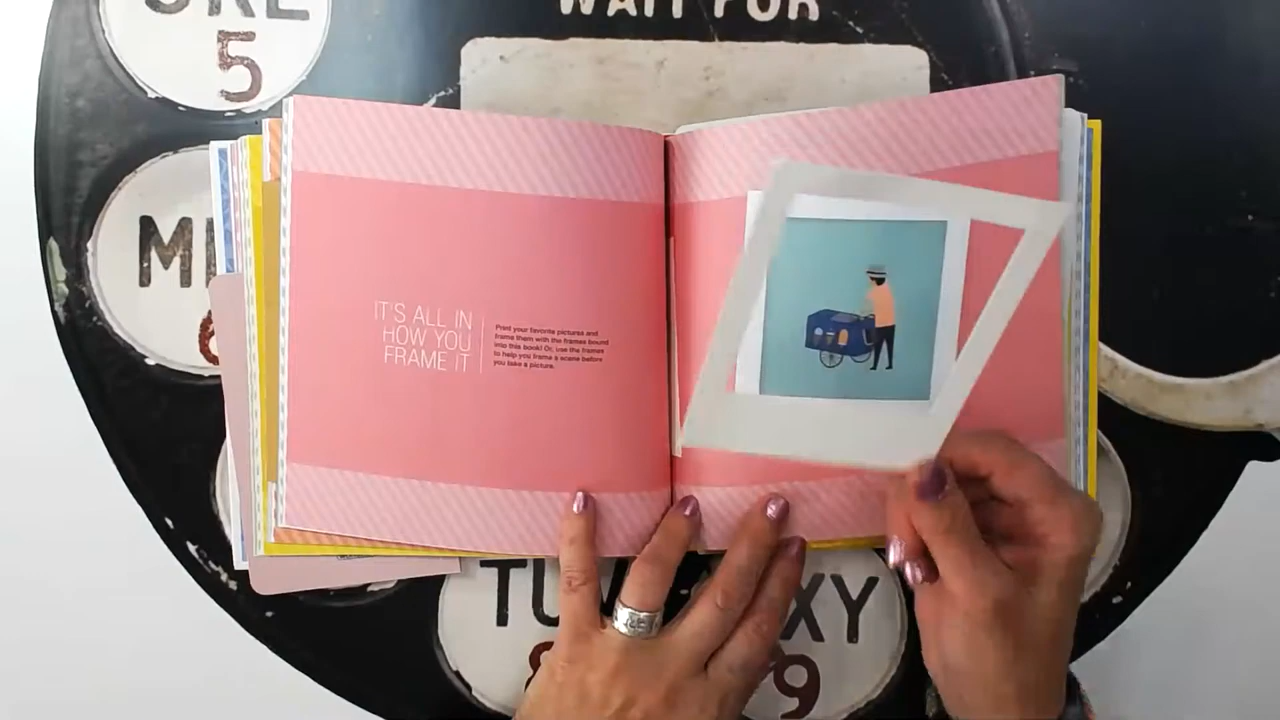 WAIT FOR
5
IT'S ALL IN
HOW YOU
FRAME IT
Print your favorite pictures and
frame them with the frames bound
into this book! Or, use the frames
to help you frame a scene before
you take a picture.
XY
9